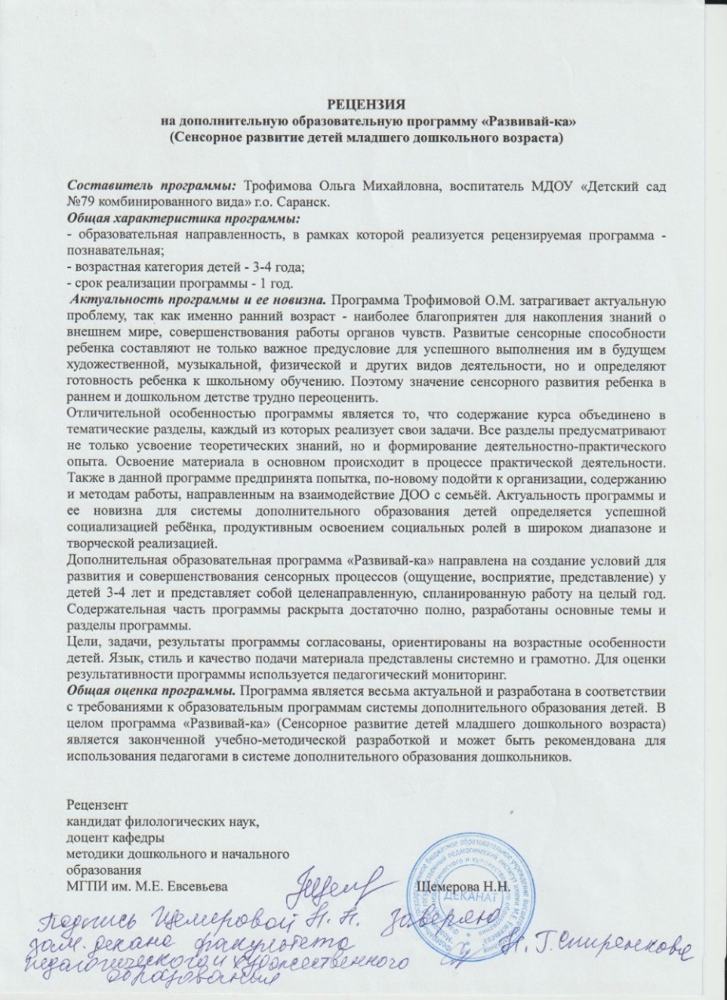 РЕЦЕНЗИЯ
на дополнительную образовательную программу «Развивай-ка»
(Сенсорное развитие детей младшего дошкольного возраста)
Составитель программы: Трофимова Ольга Михайловна, воспитатель МДОУ «Детский сад
№79 комбинированного вида» г.о. Саранск.
Общая характеристика программы:
- образовательная направленность, в рамках которой реализуется рецензируемая программа -
познавательная;
- возрастная категория детей - 3-4 года;
- срок реализации программы - 1 год.
Актуальность программы и ее новизна. Программа Трофимовой О.М. затрагивает актуальную
проблему, так как именно ранний возраст - наиболее благоприятен для накопления знаний о
внешнем мире, совершенствования работы органов чувств. Развитые сенсорные способности
ребенка составляют не только важное предусловие для успешного выполнения им в будущем
художественной, музыкальной, физической и других видов деятельности, но и определяют
готовность ребенка к школьному обучению. Поэтому значение сенсорного развития ребенка в
раннем и дошкольном детстве трудно переоценить.
Отличительной особенностью программы является то, что содержание курса объединено в
тематические разделы, каждый из которых реализует свои задачи. Все разделы предусматривают
не только усвоение теоретических знаний, но и формирование деятельностно-практического
опыта. Освоение материала в основном происходит в процессе практической деятельности.
Также в данной программе предпринята попытка, по-новому подойти к организации, содержанию
и методам работы, направленным на взаимодействие ДОО с семьёй. Актуальность программы и
ее новизна для системы дополнительного образования детей определяется успешной
социализацией ребёнка, продуктивным освоением социальных ролей в широком диапазоне и
творческой реализацией.
Дополнительная образовательная программа «Развивай-ка» направлена на создание условий для
развития и совершенствования сенсорных процессов (ощущение, восприятие, представление) у
детей 3-4 лет и представляет собой целенаправленную, спланированную работу на целый год.
Содержательная часть программы раскрыта достаточно полно, разработаны основные темы и
разделы программы.
Цели, задачи, результаты программы согласованы, ориентированы на возрастные особенности
детей. Язык, стиль и качество подачи материала представлены системно и грамотно. Для оценки
результативности программы используется педагогический мониторинг.
Общая оценка программы. Программа является весьма актуальной и разработана в соответствии
с требованиями к образовательным программам системы дополнительного образования детей. В
целом программа «Развивай-ка» (Сенсорное развитие детей младшего дошкольного возраста)
является законченной учебно-методической разработкой и может быть рекомендована для
использования педагогами в системе дополнительного образования дошкольников.
Рецензент
кандидат филологических наук,
доцент кафедры
методики дошкольного и начального
образования
МГПИ им. М.Е. Евсевьева Щемерова Н.Н.
ДЕКАНАТ
Подпись Щемеровой Н.Н. заверяю
зам. декана факультета Н.Г. Спиренкова
педагогического и художественного
образования